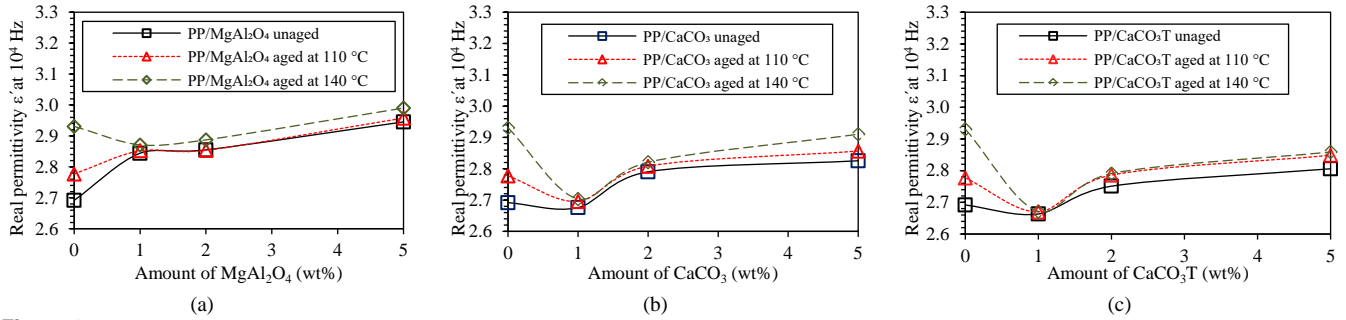 Real permittivity ε´at 10⁴ Hz
3.3
3.2
3.1
3.0
2.9
2.8
2.7
2.6
PP/MgAl₂O₄ unaged
PP/MgAl₂O₄ aged at 110 °C
PP/MgAl₂O₄ aged at 140 °C
0 1 2 3 4 5
Amount of MgAl₂O₄ (wt%)
(a)
Real permittivity ε´at 10⁴ Hz
3.3
3.2
3.1
3.0
2.9
2.8
2.7
2.6
PP/CaCO₃ unaged
PP/CaCO₃ aged at 110 °C
PP/CaCO₃ aged at 140 °C
0 1 2 3 4 5
Amount of CaCO₃ (wt%)
(b)
Real permittivity ε´at 10⁴ Hz
3.3
3.2
3.1
3.0
2.9
2.8
2.7
2.6
PP/CaCO₃T unaged
PP/CaCO₃T aged at 110 °C
PP/CaCO₃T aged at 140 °C
0 1 2 3 4 5
Amount of CaCO₃T (wt%)
(c)